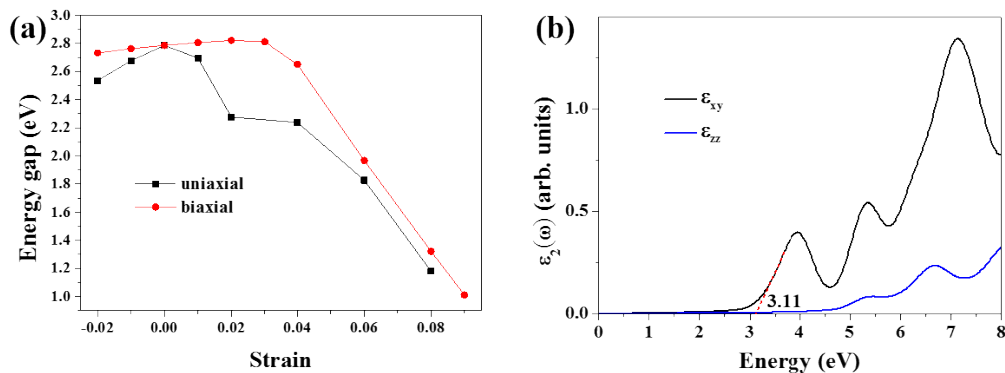 (a)
3.0
2.8
2.6
2.4
2.2
2.0
1.8
1.6
1.4
1.2
1.0
Energy gap (eV)
uniaxial
biaxial
-0.02 0.00 0.02 0.04 0.06 0.08
Strain
(b)
1.0
0.5
0.0
ε₂(ω) (arb. units)
εxy
εzz
3.11
0 1 2 3 4 5 6 7 8
Energy (eV)